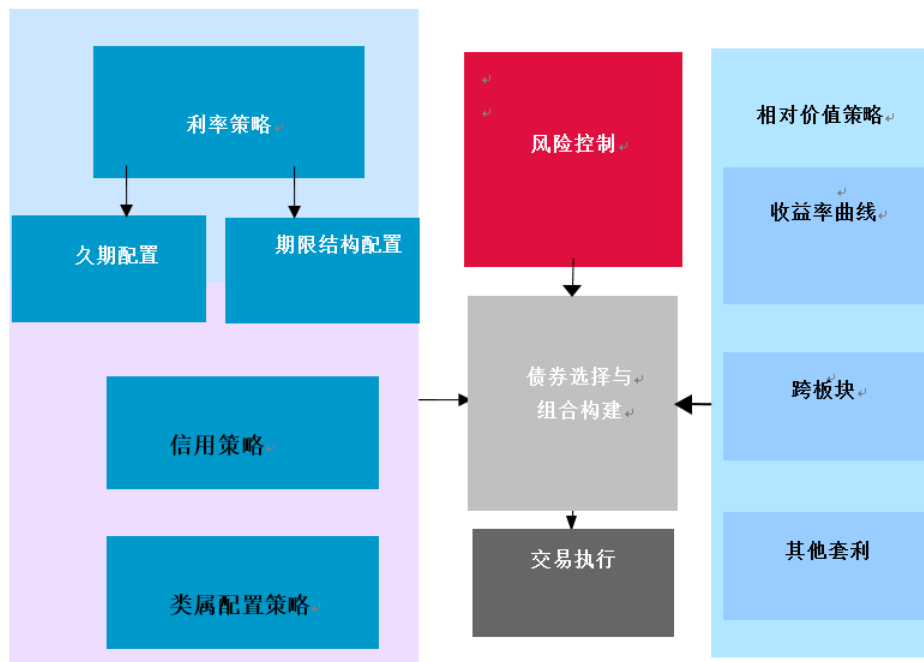 利率策略
久期配置
期限结构配置
信用策略
类属配置策略
风险控制
债券选择与
组合构建
交易执行
相对价值策略
收益率曲线
跨板块
其他套利